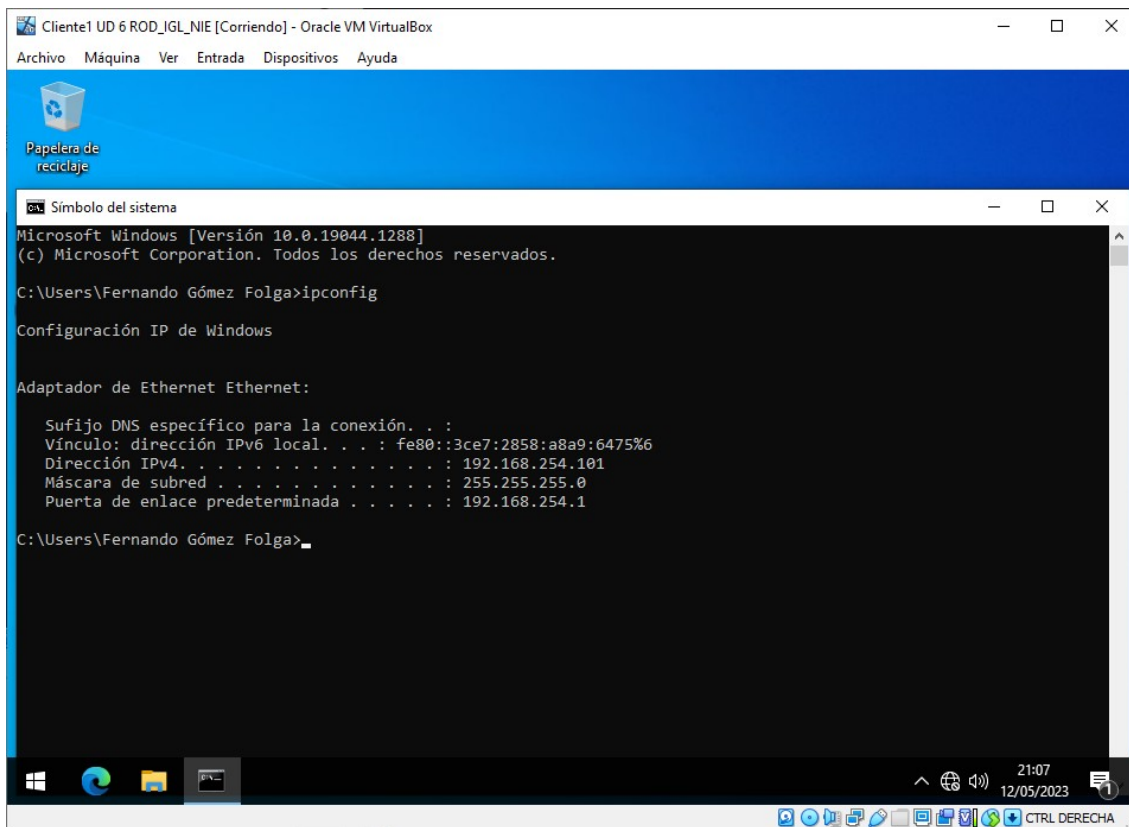 Cliente1 UD 6 ROD_IGL_NIE [Corriendo] - Oracle VM VirtualBox
Archivo Máquina Ver Entrada Dispositivos Ayuda
Papelera de
reciclaje
Símbolo del sistema
Microsoft Windows [Versión 10.0.19044.1288]
(c) Microsoft Corporation. Todos los derechos reservados.
C:\Users\Fernando Gómez Folga>ipconfig
Configuración IP de Windows
Adaptador de Ethernet Ethernet:
Sufijo DNS específico para la conexión. . :
Vínculo: dirección IPv6 local. . . : fe80::3ce7:2858:a8a9:6475%6
Dirección IPv4. . . . . . . . . . . . . . : 192.168.254.101
Máscara de subred . . . . . . . . . . . . : 255.255.255.0
Puerta de enlace predeterminada . . . . . : 192.168.254.1
C:\Users\Fernando Gómez Folga>
21:07
12/05/2023
1
CTRL DERECHA